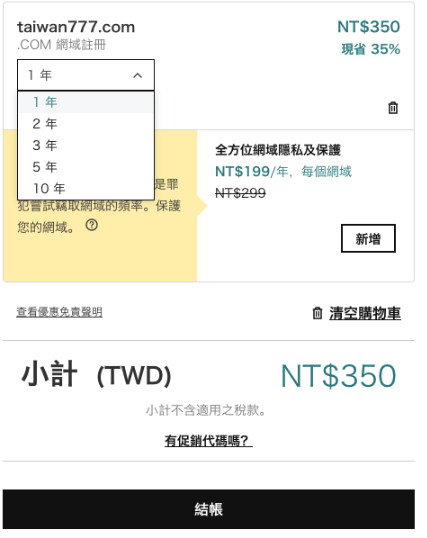 taiwan777.com
NT$350
.COM 網域註冊
現省 35%
1 年
1 年
2 年
3 年
5 年
10 年
是罪
犯嘗試竊取網域的頻率。保護
您的網域。
全方位網域隱私及保護
NT$199/年，每個網域
NT$299
新增
查看優惠免責聲明
清空購物車
小計 (TWD)
NT$350
小計不含適用之稅款。
有促銷代碼嗎？
結帳